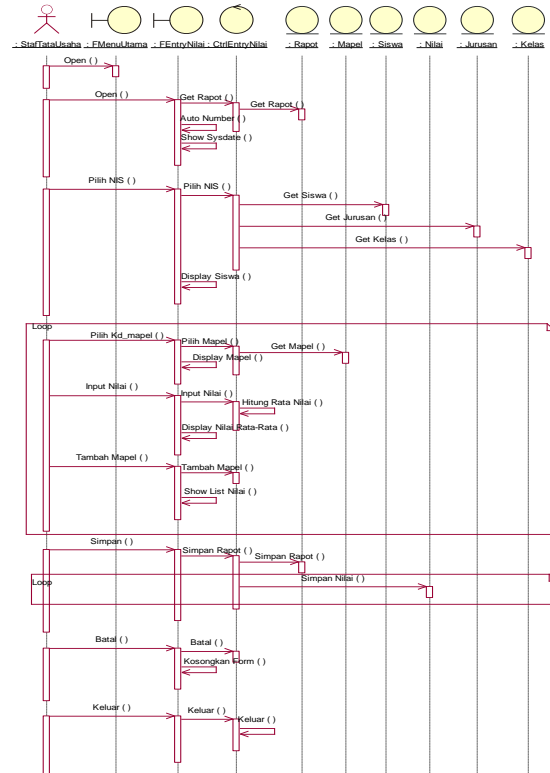 : StafTataUsaha : FMenuUtama : FEntryNilai : CtrlEntryNilai : Rapot : Mapel : Siswa : Nilai : Jurusan : Kelas
Open ( )
Open ( )
Get Rapot ( )
Get Rapot ( )
Auto Number ( )
Show Sysdate ( )
Pilih NIS ( )
Pilih NIS ( )
Get Siswa ( )
Get Jurusan ( )
Get Kelas ( )
Display Siswa ( )
Loop
Pilih Kd_mapel ( )
Pilih Mapel ( )
Get Mapel ( )
Display Mapel ( )
Input Nilai ( )
Input Nilai ( )
Hitung Rata Nilai ( )
Display Nilai Rata-Rata ( )
Tambah Mapel ( )
Tambah Mapel ( )
Show List Nilai ( )
Simpan ( )
Simpan Rapot ( )
Simpan Rapot ( )
Loop
Simpan Nilai ( )
Batal ( )
Batal ( )
Kosongkan Form ( )
Keluar ( )
Keluar ( )
Keluar ( )